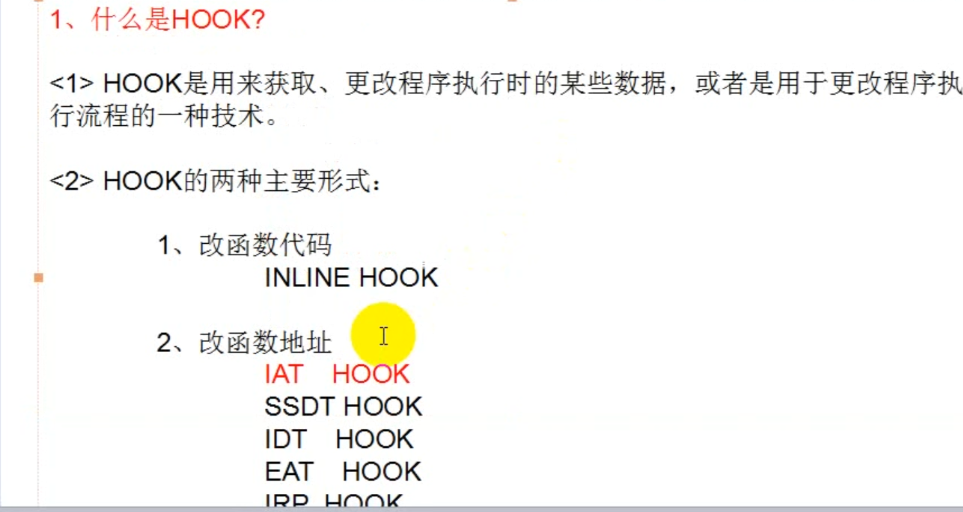 1、什么是HOOK?
<1> HOOK是用来获取、更改程序执行时的某些数据，或者是用于更改程序执
行流程的一种技术。
<2> HOOK的两种主要形式：
1、改函数代码
INLINE HOOK
2、改函数地址
IAT HOOK
SSDT HOOK
IDT HOOK
EAT HOOK
IRP HOOK